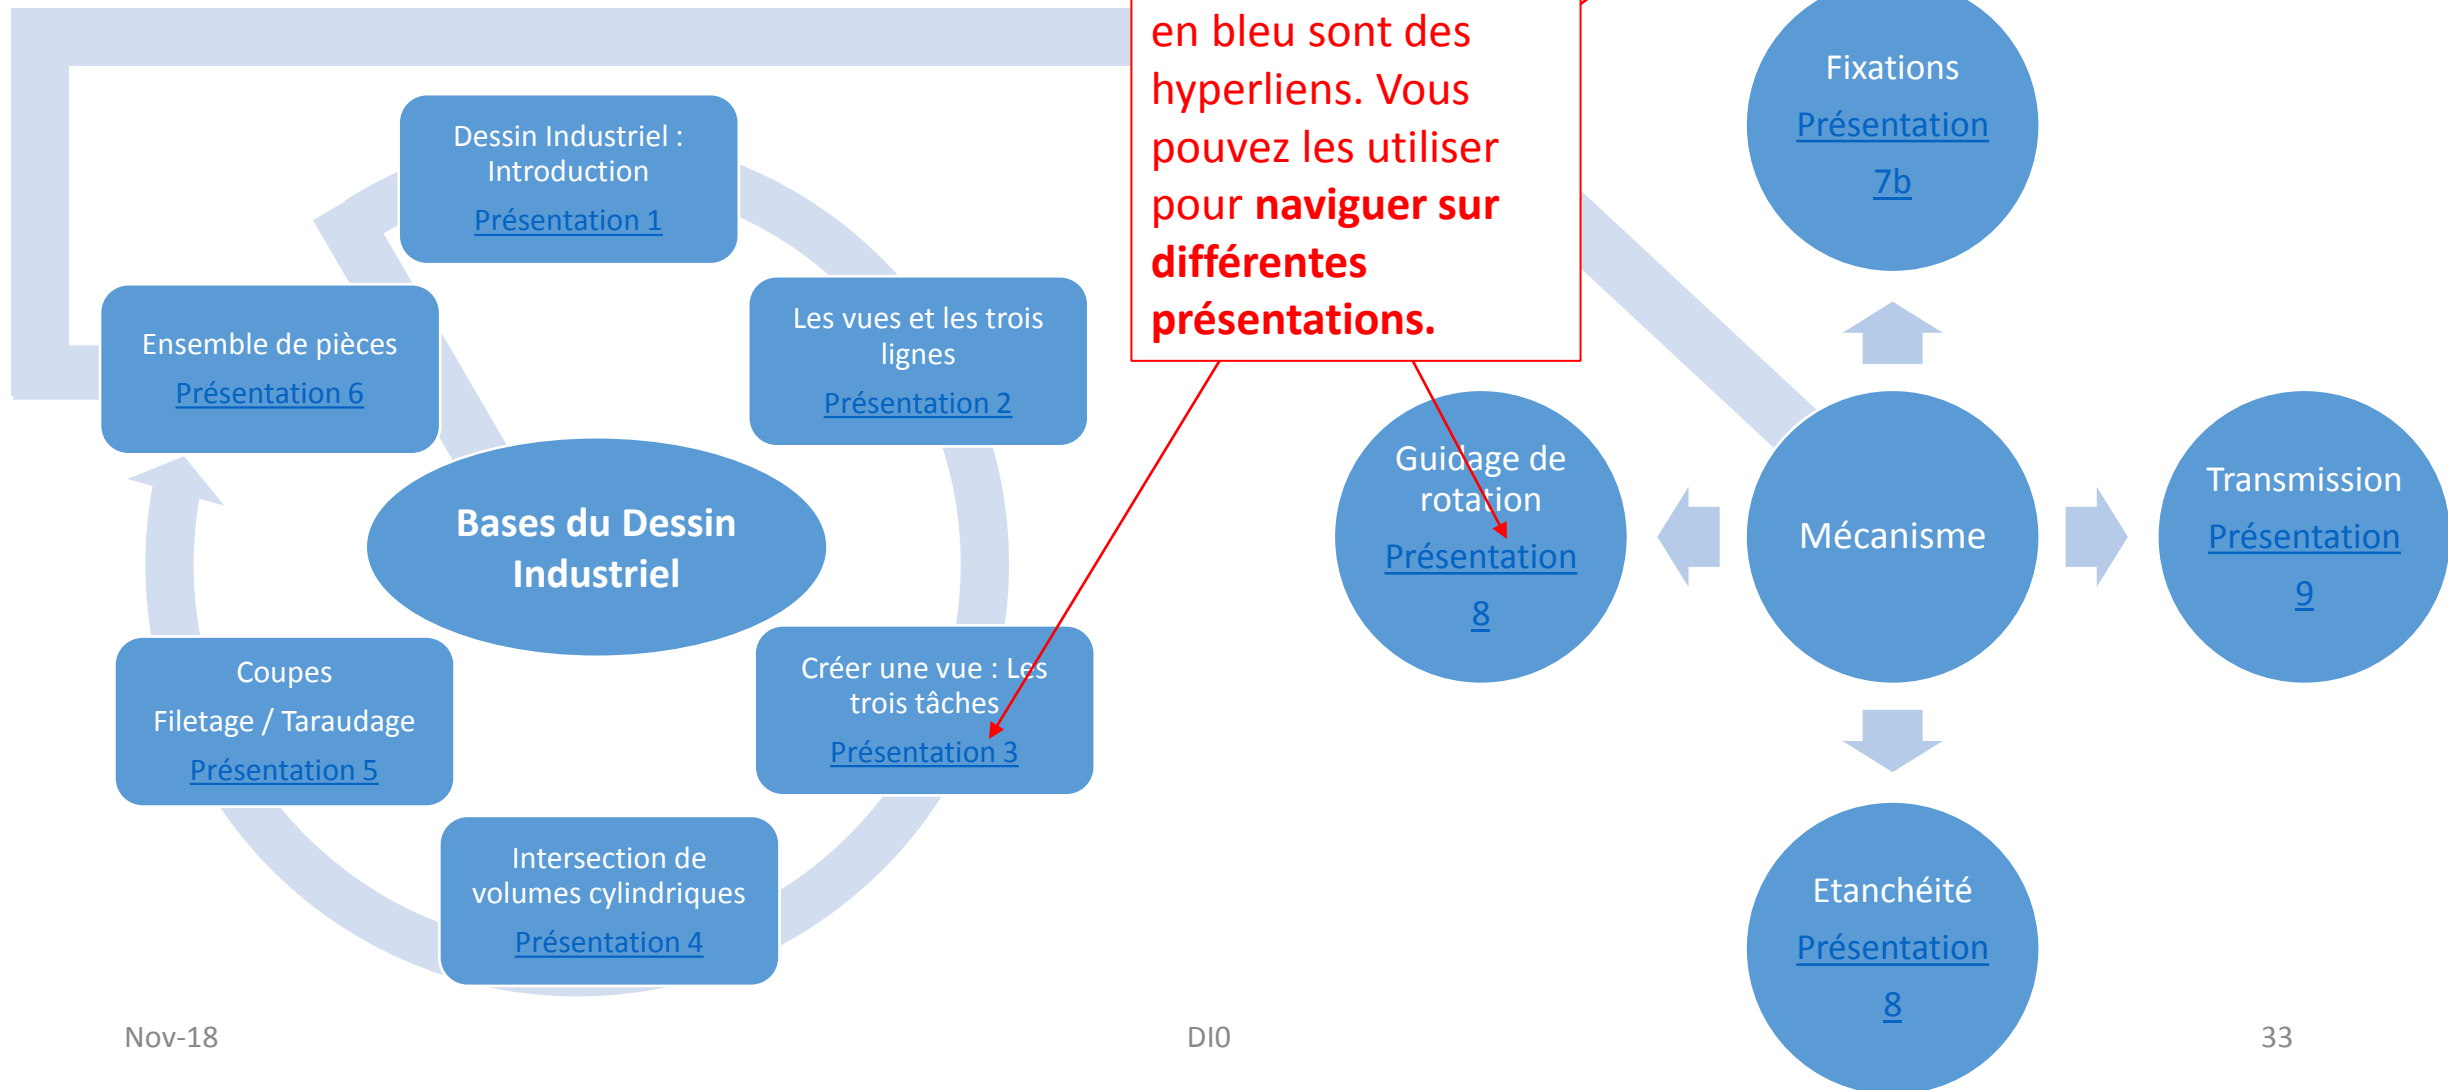 en bleu sont des
hyperliens. Vous
pouvez les utiliser
pour naviguer sur
différentes
présentations.
Dessin Industriel :
Introduction
Présentation 1
Les vues et les trois
lignes
Présentation 2
Créer une vue : Les
trois tâches
Présentation 3
Intersection de
volumes cylindriques
Présentation 4
Coupes
Filetage / Taraudage
Présentation 5
Ensemble de pièces
Présentation 6
Bases du Dessin
Industriel
Fixations
Présentation
7b
Guidage de
rotation
Présentation
8
Mécanisme
Transmission
Présentation
9
Etanchéité
Présentation
8
Nov-18
DI0
33